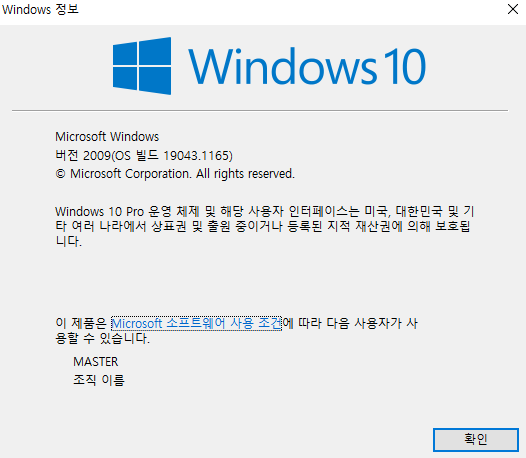 Windows 정보
Windows 10
Microsoft Windows
버전 2009(OS 빌드 19043.1165)
© Microsoft Corporation. All rights reserved.
Windows 10 Pro 운영 체제 및 해당 사용자 인터페이스는 미국, 대한민국 및 기
타 여러 나라에서 상표권 및 출원 중이거나 등록된 지적 재산권에 의해 보호됩
니다.
이 제품은 Microsoft 소프트웨어 사용 조건에 따라 다음 사용자가 사
용할 수 있습니다.
MASTER
조직 이름
확인